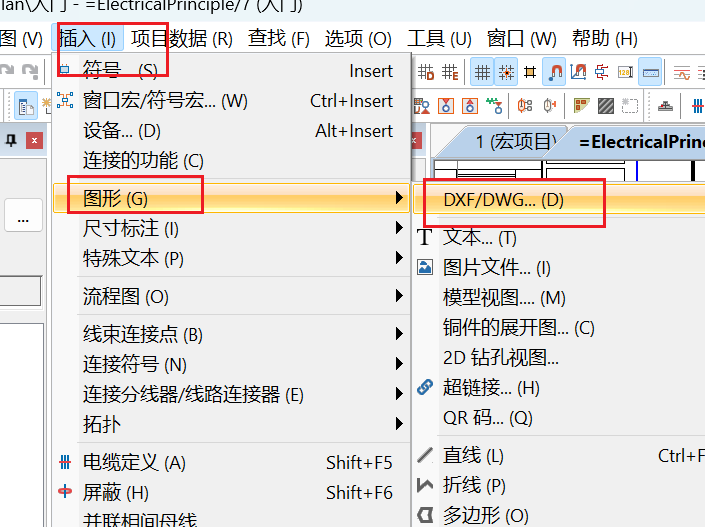 lan\入门 - =ElectricalPrinciple/7 (入门)
图 (V) 插入 (I) 项目数据 (R) 查找 (F) 选项 (O) 工具 (U) 窗口 (W) 帮助 (H)
符号... (S) Insert
窗口宏/符号宏... (W) Ctrl+Insert
设备... (D) Alt+Insert
连接的功能 (C)
图形 (G)
尺寸标注 (I)
特殊文本 (P)
流程图 (O)
线束连接点 (B)
连接符号 (N)
连接分线器/线路连接器 (E)
拓扑
电缆定义 (A) Shift+F5
屏蔽 (H) Shift+F6
并联相间母线
...
1 (宏项目)
=ElectricalPrinc
DXF/DWG... (D)
文本... (T)
图片文件... (I)
模型视图.... (M)
铜件的展开图... (C)
2D 钻孔视图...
超链接... (H)
QR 码... (Q)
直线 (L) Ctrl+F
折线 (P)
多边形 (O)